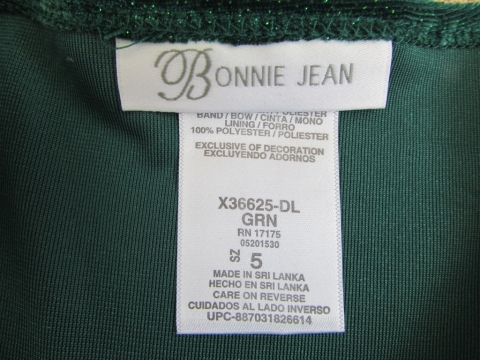 BONNIE JEAN
POLYESTER
BAND / BOW / CINTA / MONO
LINING / FORRO
100% POLYESTER / POLIESTER
EXCLUSIVE OF DECORATION
EXCLUYENDO ADORNOS
X36625-DL
GRN
RN 17175
05201530
SZ 5
MADE IN SRI LANKA
HECHO EN SRI LANKA
CARE ON REVERSE
CUIDADOS AL LADO INVERSO
UPC-887031826614